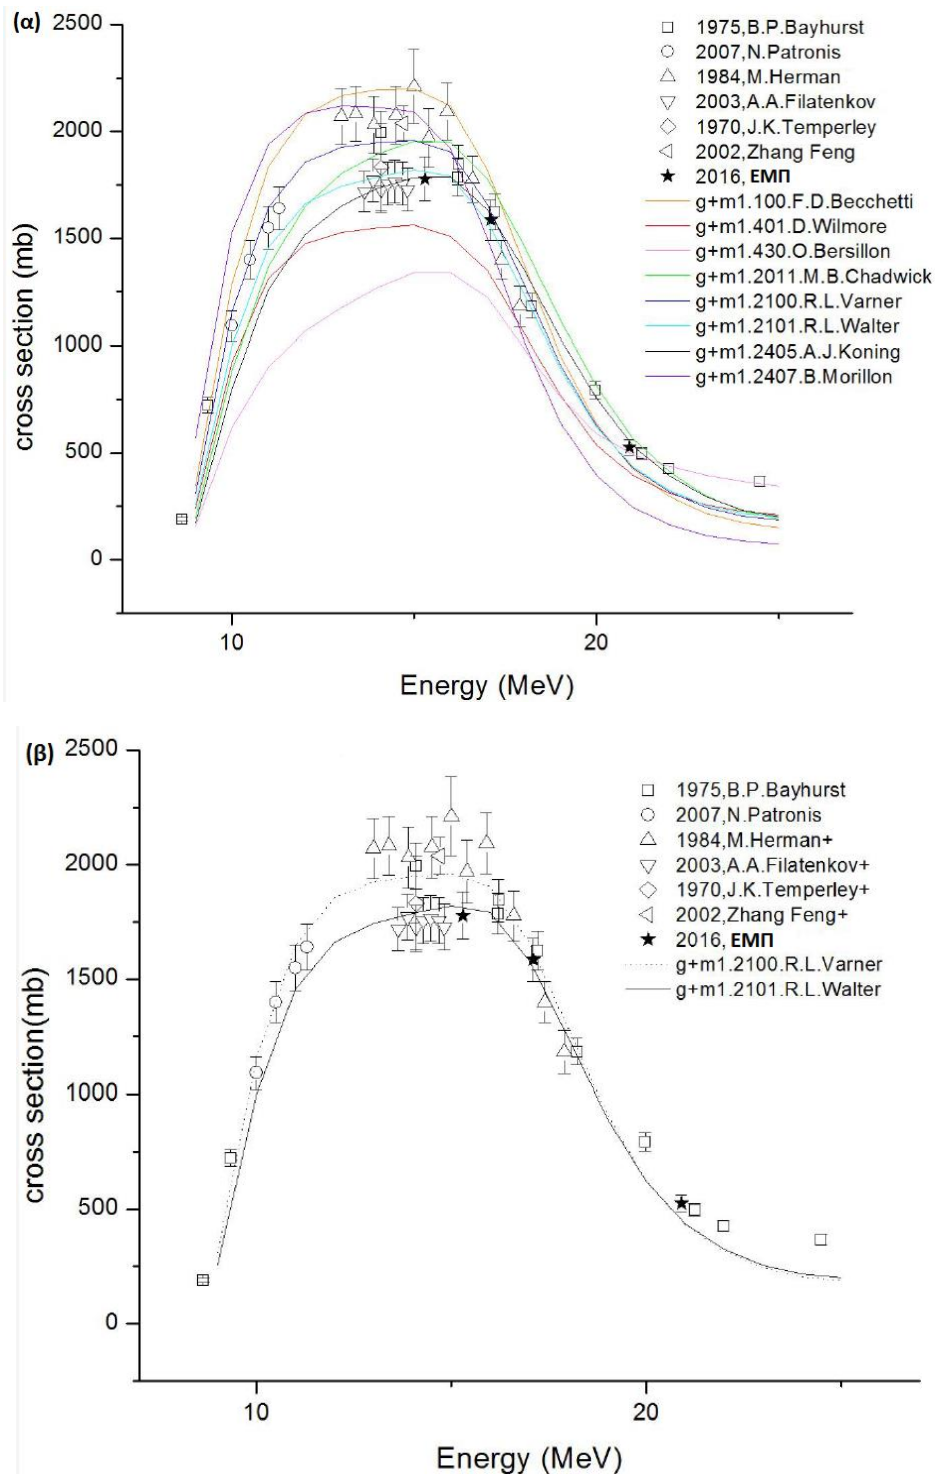 (α)
2500
2000
1500
1000
500
0
10
20
cross section (mb)
Energy (MeV)
1975,B.P.Bayhurst
2007,N.Patronis
1984,M.Herman
2003,A.A.Filatenkov
1970,J.K.Temperley
2002,Zhang Feng
2016, ΕΜΠ
g+m1.100.F.D.Becchetti
g+m1.401.D.Wilmore
g+m1.430.O.Bersillon
g+m1.2011.M.B.Chadwick
g+m1.2100.R.L.Varner
g+m1.2101.R.L.Walter
g+m1.2405.A.J.Koning
g+m1.2407.B.Morillon
(β)
2500
2000
1500
1000
500
0
10
20
cross section(mb)
Energy (MeV)
1975,B.P.Bayhurst
2007,N.Patronis
1984,M.Herman+
2003,A.A.Filatenkov+
1970,J.K.Temperley+
2002,Zhang Feng+
2016, ΕΜΠ
g+m1.2100.R.L.Varner
g+m1.2101.R.L.Walter